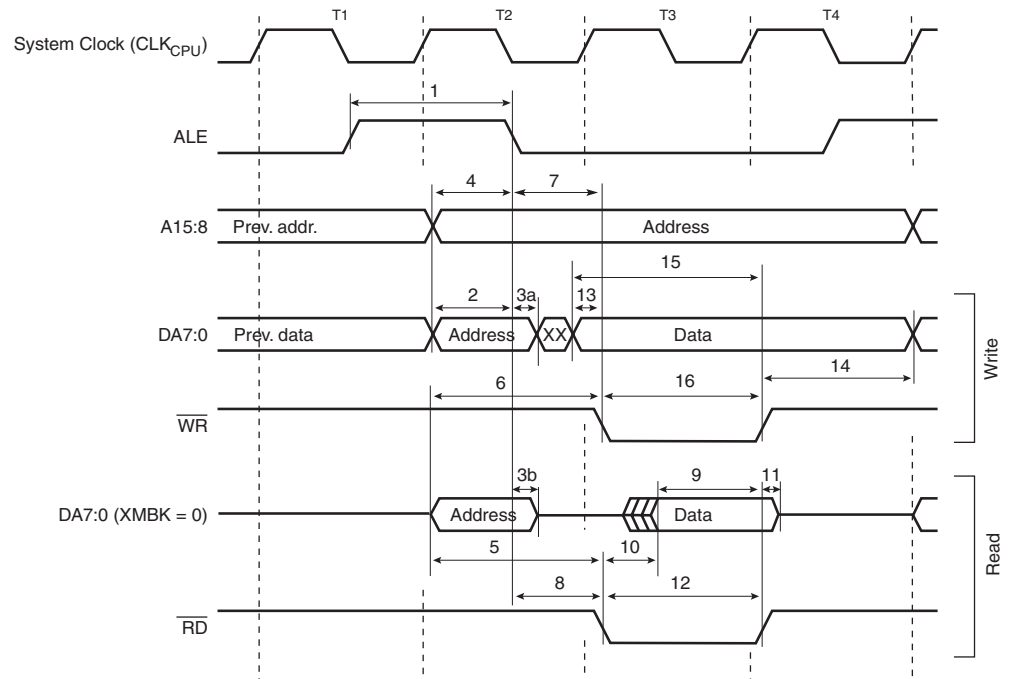 T1 T2 T3 T4
System Clock (CLKCPU)
1
ALE
4 7
A15:8 Prev. addr. Address
15
2 3a 13
DA7:0 Prev. data Address XX Data
14
6 16
WR
Write
3b 9 11
DA7:0 (XMBK = 0) Address Data
5 10
8 12
RD
Read